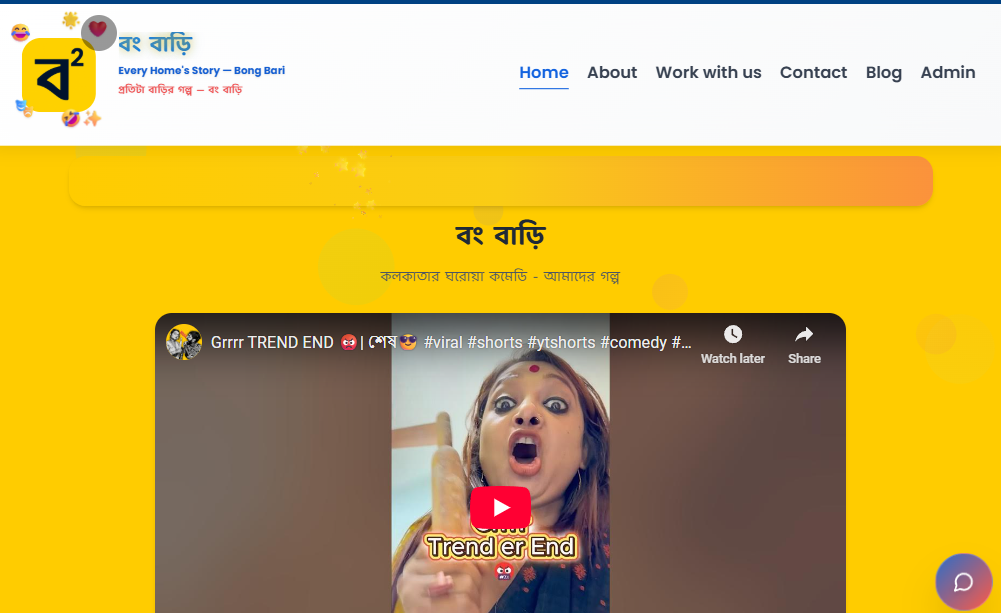 ব2
বং বাড়ি
Every Home's Story — Bong Bari
প্রতিটা বাড়ির গল্প — বং বাড়ি
Home About Work with us Contact Blog Admin
বং বাড়ি
কলকাতার ঘরোয়া কমেডি - আমাদের গল্প
Grrrr TREND END 👹| শেষ😎 #viral #shorts #ytshorts #comedy #...
Watch later
Share
Trend er End